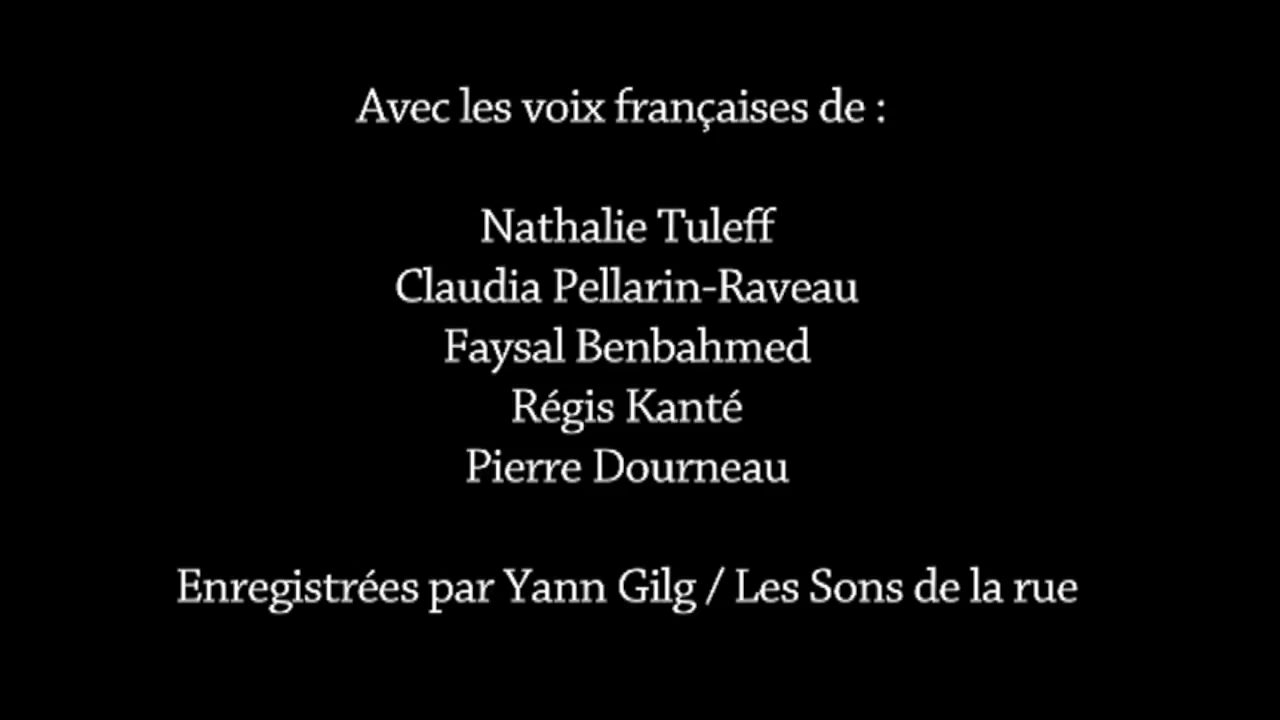 Avec les voix françaises de :
Nathalie Tuleff
Claudia Pellarin-Raveau
Faysal Benbahmed
Régis Kanté
Pierre Dourneau
Enregistrées par Yann Gilg / Les Sons de la rue